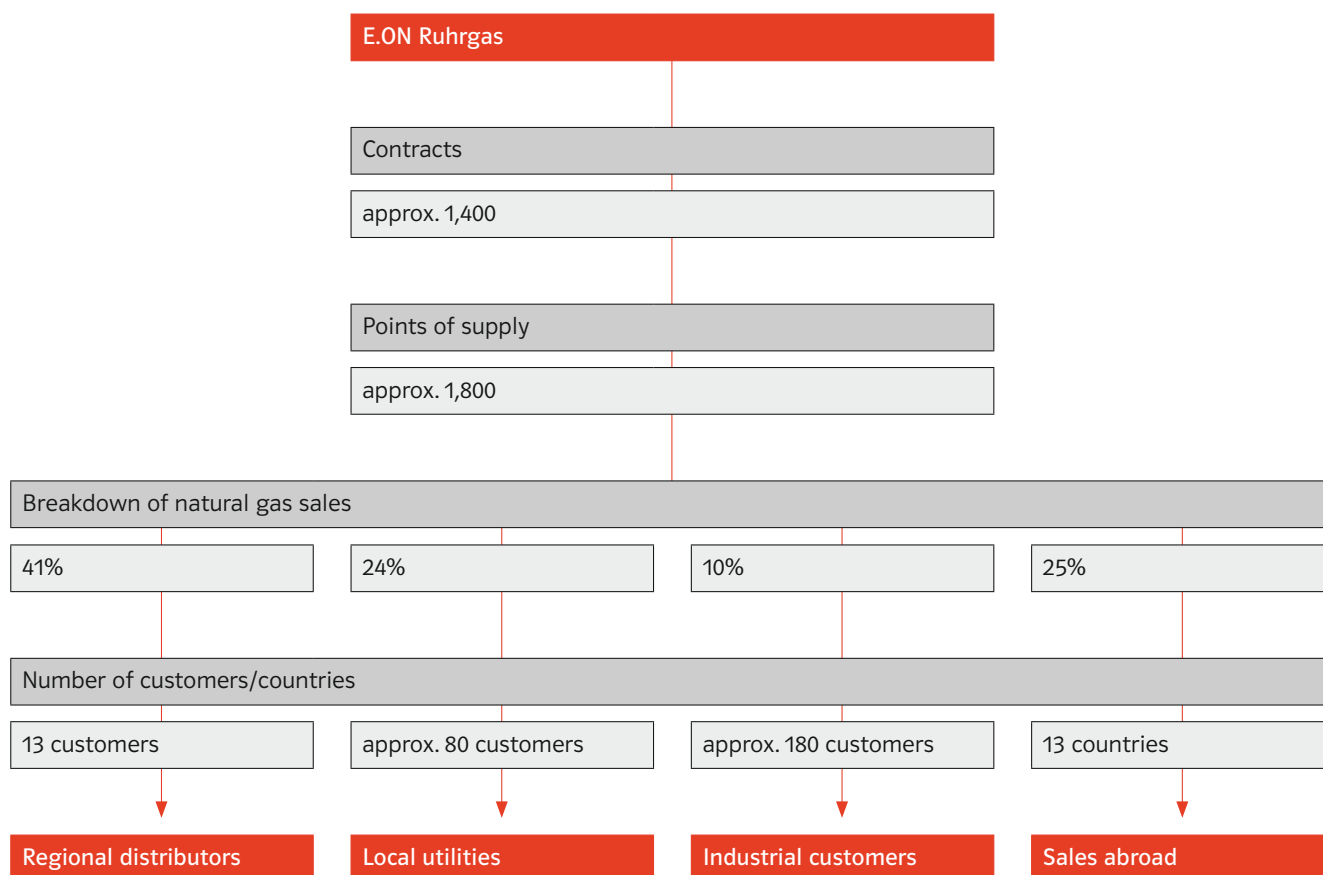 E.ON Ruhrgas
Contracts
approx. 1,400
Points of supply
approx. 1,800
Breakdown of natural gas sales
41%
24%
10%
25%
Number of customers/countries
13 customers
approx. 80 customers
approx. 180 customers
13 countries
Regional distributors
Local utilities
Industrial customers
Sales abroad